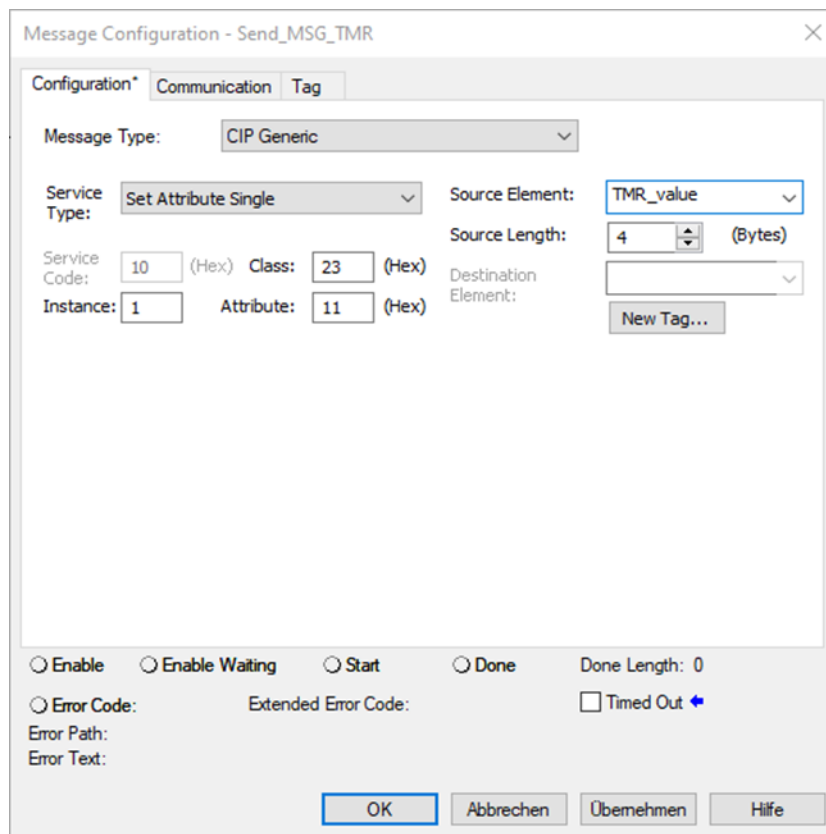 Message Configuration - Send_MSG_TMR
Configuration* Communication Tag
Message Type: CIP Generic
Service Type: Set Attribute Single Source Element: TMR_value
Source Length: 4 (Bytes)
Service Code: 10 (Hex) Class: 23 (Hex) Destination Element:
Instance: 1 Attribute: 11 (Hex) New Tag...
Enable Enable Waiting Start Done Done Length: 0
Error Code: Extended Error Code: Timed Out
Error Path:
Error Text:
OK Abbrechen Übernehmen Hilfe